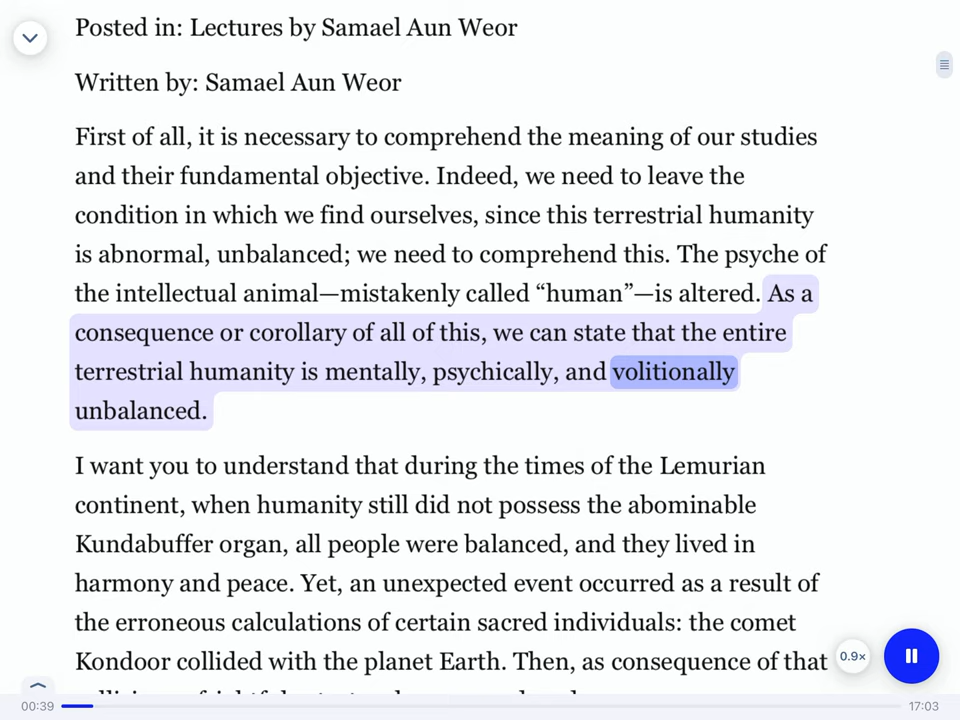 Posted in: Lectures by Samael Aun Weor
Written by: Samael Aun Weor
First of all, it is necessary to comprehend the meaning of our studies
and their fundamental objective. Indeed, we need to leave the
condition in which we find ourselves, since this terrestrial humanity
is abnormal, unbalanced; we need to comprehend this. The psyche of
the intellectual animal—mistakenly called “human”—is altered. As a
consequence or corollary of all of this, we can state that the entire
terrestrial humanity is mentally, psychically, and volitionally
unbalanced.
I want you to understand that during the times of the Lemurian
continent, when humanity still did not possess the abominable
Kundabuffer organ, all people were balanced, and they lived in
harmony and peace. Yet, an unexpected event occurred as a result of
the erroneous calculations of certain sacred individuals: the comet
Kondoor collided with the planet Earth. Then, as consequence of that
0.9×
00:39
17:03